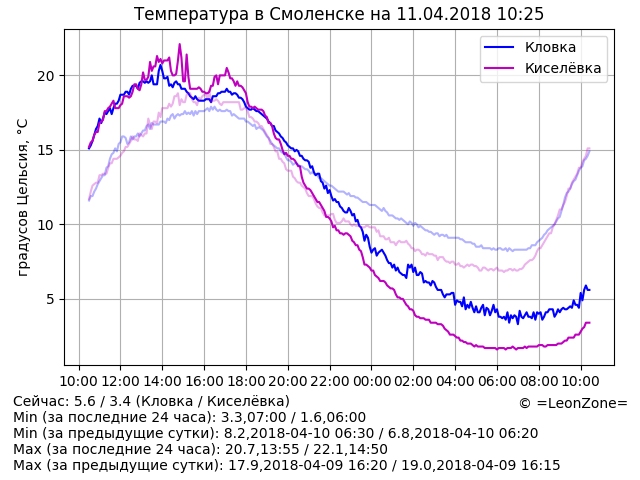 Температура в Смоленске на 11.04.2018 10:25
Кловка
Киселёвка
градусов Цельсия, °C
20
15
10
5
10:00 12:00 14:00 16:00 18:00 20:00 22:00 00:00 02:00 04:00 06:00 08:00 10:00
Сейчас: 5.6 / 3.4 (Кловка / Киселёвка)
© =LeonZone=
Min (за последние 24 часа): 3.3,07:00 / 1.6,06:00
Min (за предыдущие сутки): 8.2,2018-04-10 06:30 / 6.8,2018-04-10 06:20
Max (за последние 24 часа): 20.7,13:55 / 22.1,14:50
Max (за предыдущие сутки): 17.9,2018-04-09 16:20 / 19.0,2018-04-09 16:15